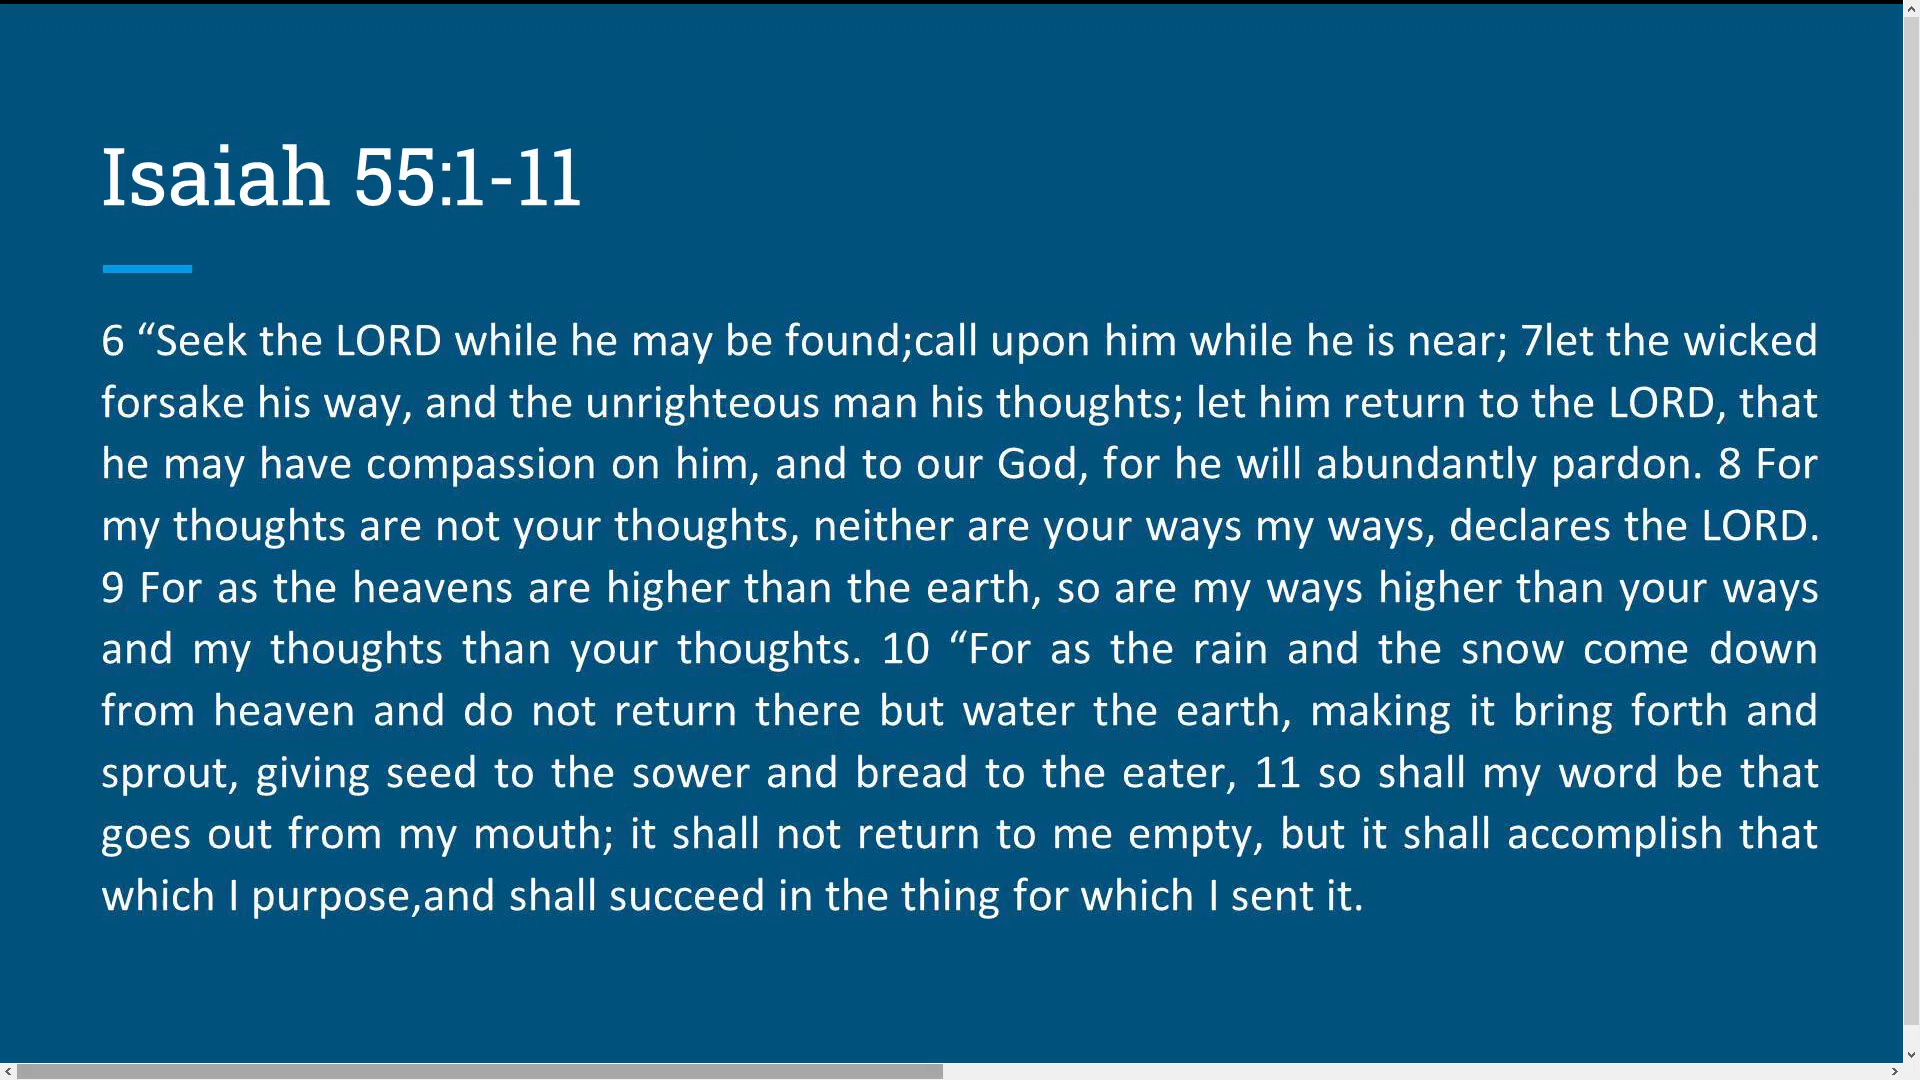 Isaiah 55:1-11
6 “Seek the LORD while he may be found;call upon him while he is near; 7let the wicked
forsake his way, and the unrighteous man his thoughts; let him return to the LORD, that
he may have compassion on him, and to our God, for he will abundantly pardon. 8 For
my thoughts are not your thoughts, neither are your ways my ways, declares the LORD.
9 For as the heavens are higher than the earth, so are my ways higher than your ways
and my thoughts than your thoughts. 10 “For as the rain and the snow come down
from heaven and do not return there but water the earth, making it bring forth and
sprout, giving seed to the sower and bread to the eater, 11 so shall my word be that
goes out from my mouth; it shall not return to me empty, but it shall accomplish that
which I purpose,and shall succeed in the thing for which I sent it.